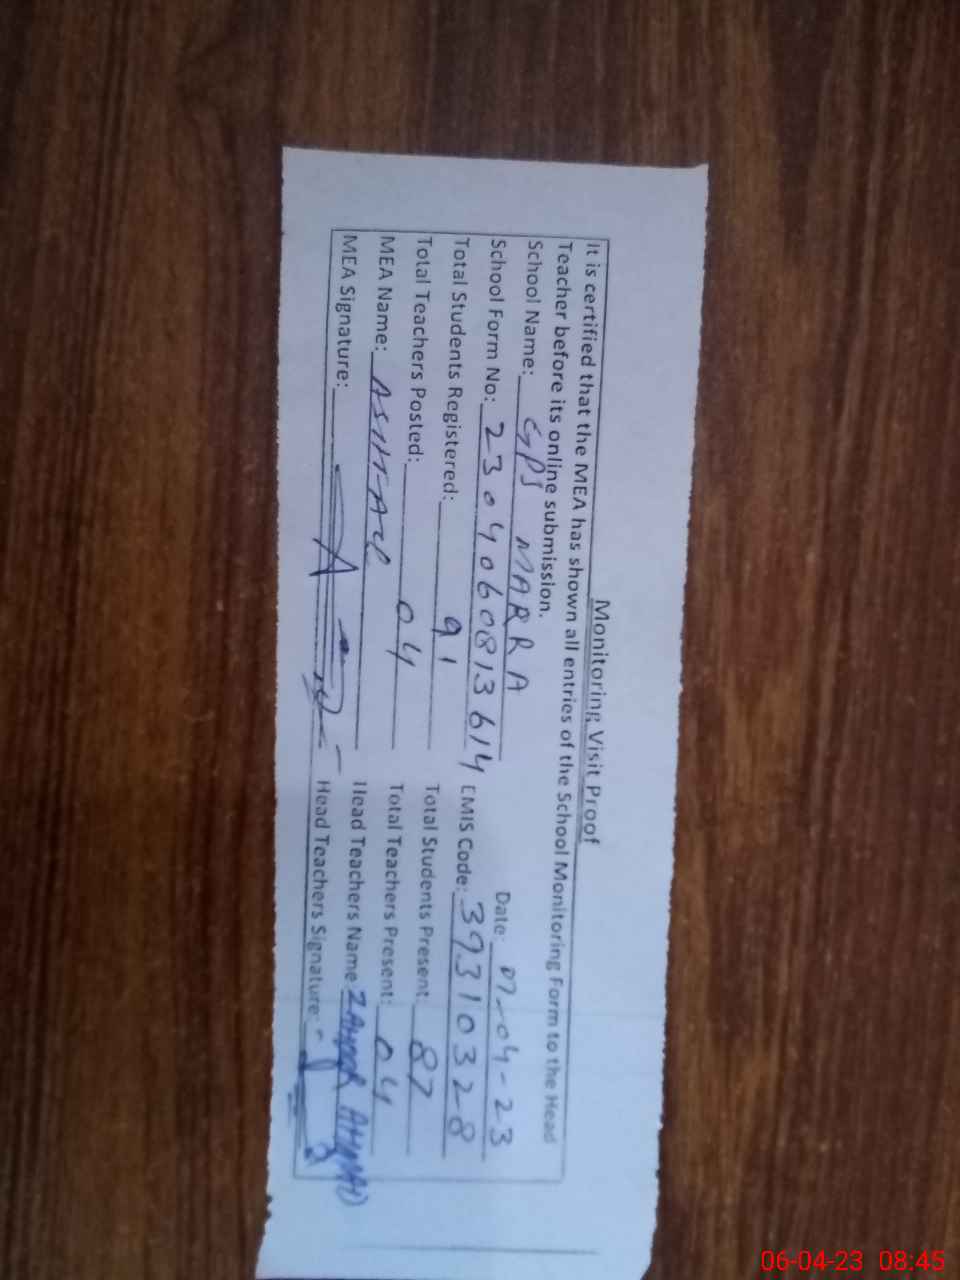 Monitoring Visit Proof
It is certified that the MEA has shown all entries of the School Monitoring Form to the Head
Teacher before its online submission.
School Name: GPS MARRA Date: -04-23
School Form No: 2304060813614 EMIS Code: 39310328
Total Students Registered: 91 Total Students Present: 87
Total Teachers Posted: 04 Total Teachers Present: 04
MEA Name: Head Teachers Name: AHMAD
MEA Signature: Head Teachers Signature:
06-04-23 08:45